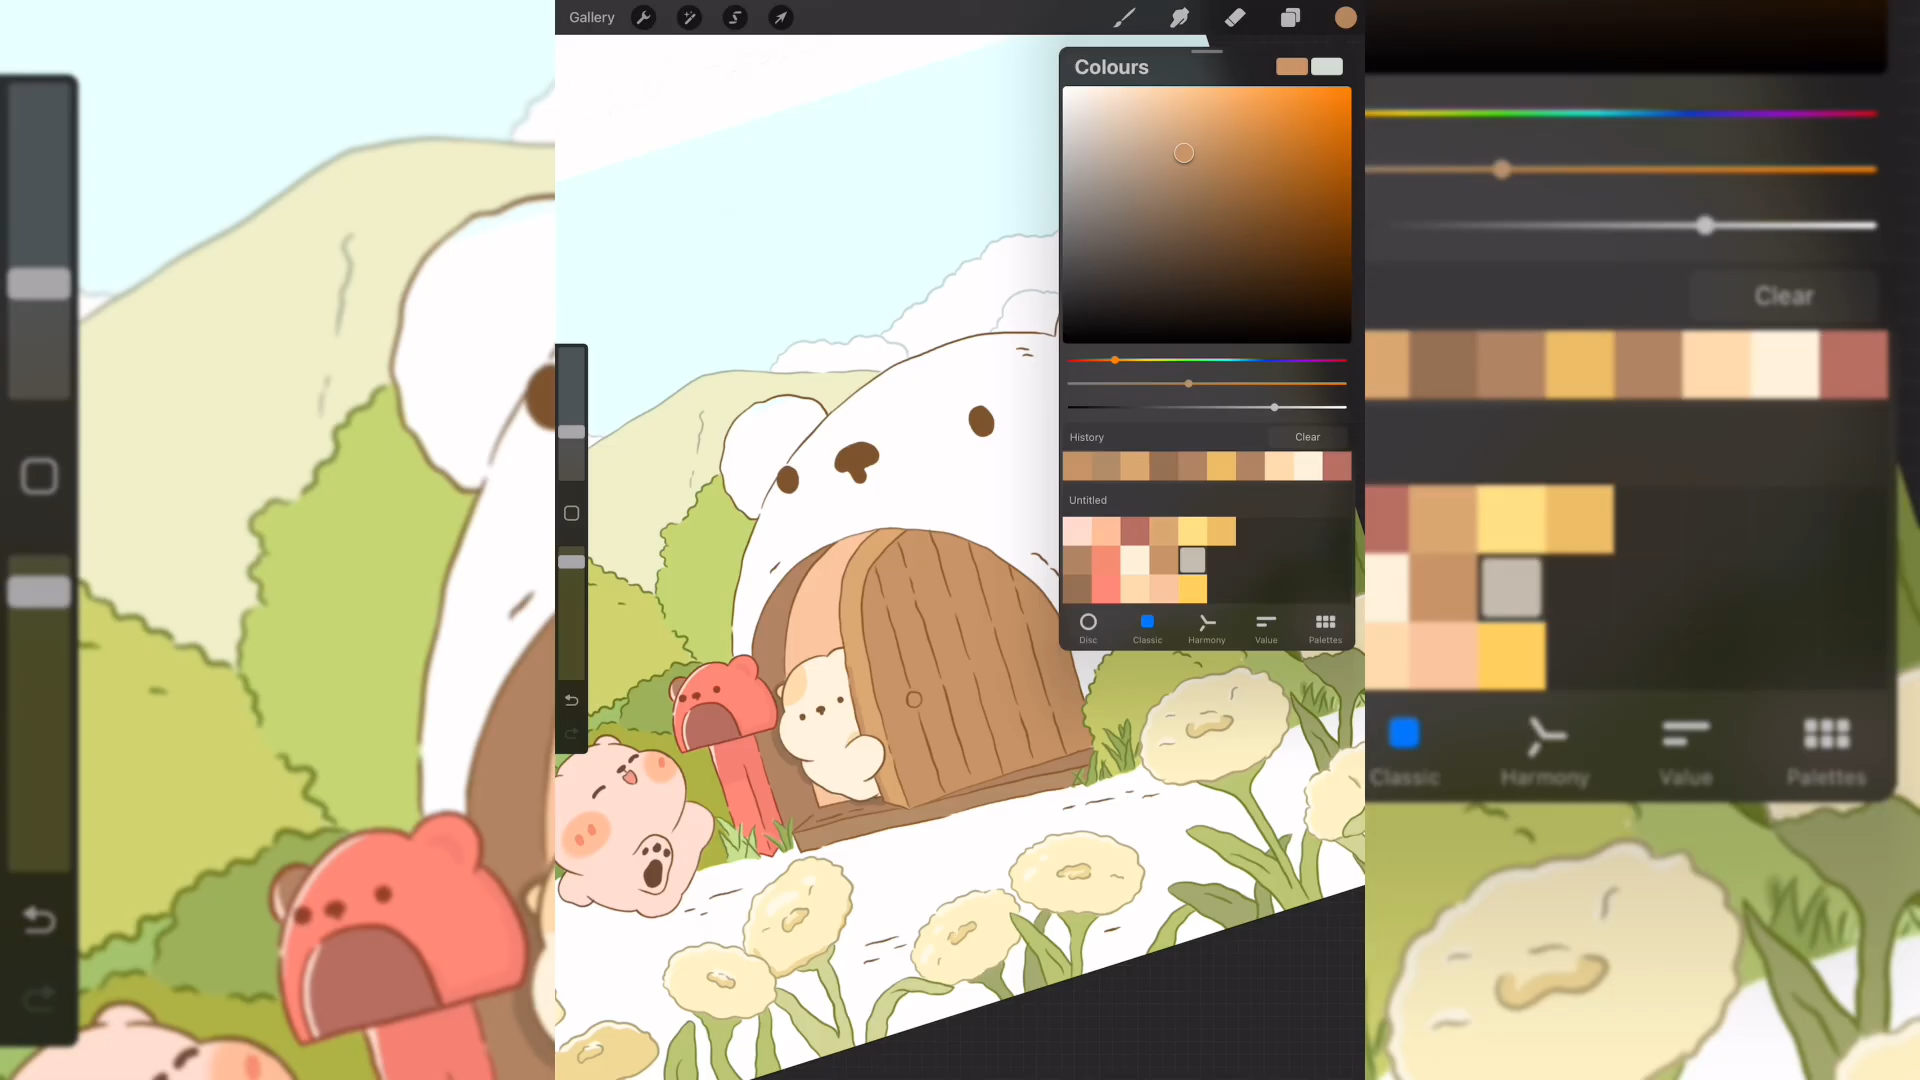 Gallery
Colours
History
Clear
Untitled
Disc
Classic
Harmony
Value
Palettes
Clear
Classic
Harmony
Value
Palettes